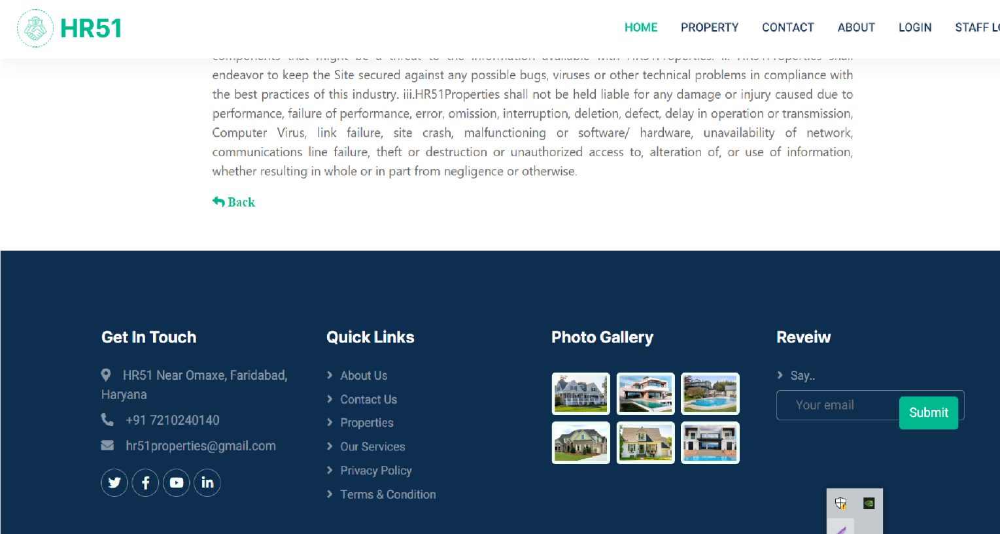 HR51
HOME PROPERTY CONTACT ABOUT LOGIN STAFF LO
components that might be a threat to the information available with HR51Properties. ii. HR51Properties shall
endeavor to keep the Site secured against any possible bugs, viruses or other technical problems in compliance with
the best practices of this industry. iii.HR51Properties shall not be held liable for any damage or injury caused due to
performance, failure of performance, error, omission, interruption, deletion, defect, delay in operation or transmission,
Computer Virus, link failure, site crash, malfunctioning or software/ hardware, unavailability of network,
communications line failure, theft or destruction or unauthorized access to, alteration of, or use of information,
whether resulting in whole or in part from negligence or otherwise.
Back
Get In Touch
HR51 Near Omaxe, Faridabad,
Haryana
+91 7210240140
hr51properties@gmail.com
Quick Links
About Us
Contact Us
Properties
Our Services
Privacy Policy
Terms & Condition
Photo Gallery
Reveiw
Say..
Your email
Submit